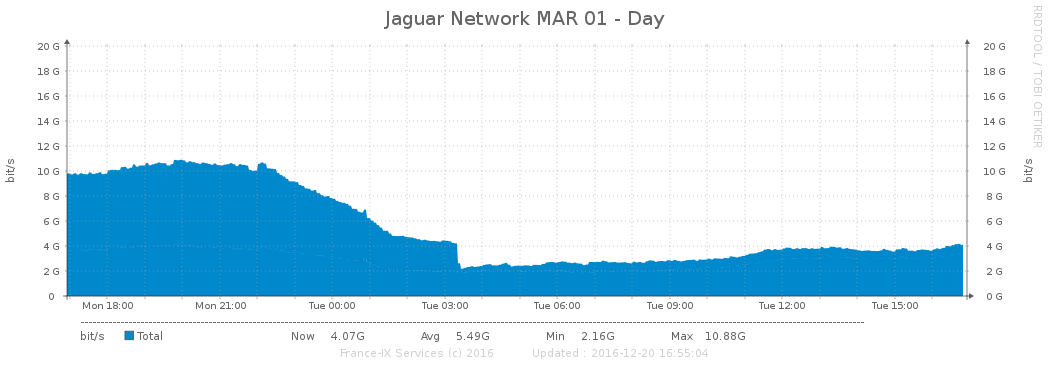 Jaguar Network MAR 01 - Day
RRDTOOL / TOBI OETIKER
bit/s
bit/s
20 G 20 G
18 G 18 G
16 G 16 G
14 G 14 G
12 G 12 G
10 G 10 G
8 G 8 G
6 G 6 G
4 G 4 G
2 G 2 G
0 0 G
Mon 18:00 Mon 21:00 Tue 00:00 Tue 03:00 Tue 06:00 Tue 09:00 Tue 12:00 Tue 15:00
bit/s Total Now 4.07G Avg 5.49G Min 2.16G Max 10.88G
France-IX Services (c) 2016 Updated : 2016-12-20 16:55:04